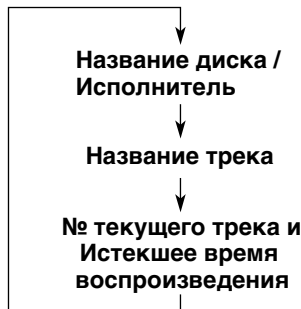 Название диска /
Исполнитель
Название трека
№ текущего трека и
Истекшее время
воспроизведения